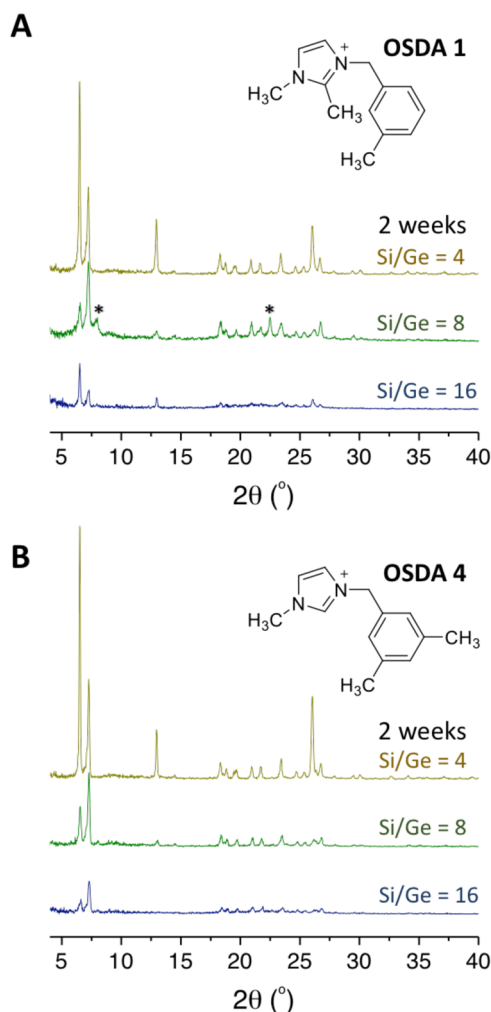 A
OSDA 1
+
N
N
H₃C
CH₃
H₃C
2 weeks
Si/Ge = 4
*
*
Si/Ge = 8
Si/Ge = 16
5 10 15 20 25 30 35 40
2θ (°)
B
OSDA 4
+
N
N
H₃C
CH₃
H₃C
2 weeks
Si/Ge = 4
Si/Ge = 8
Si/Ge = 16
5 10 15 20 25 30 35 40
2θ (°)